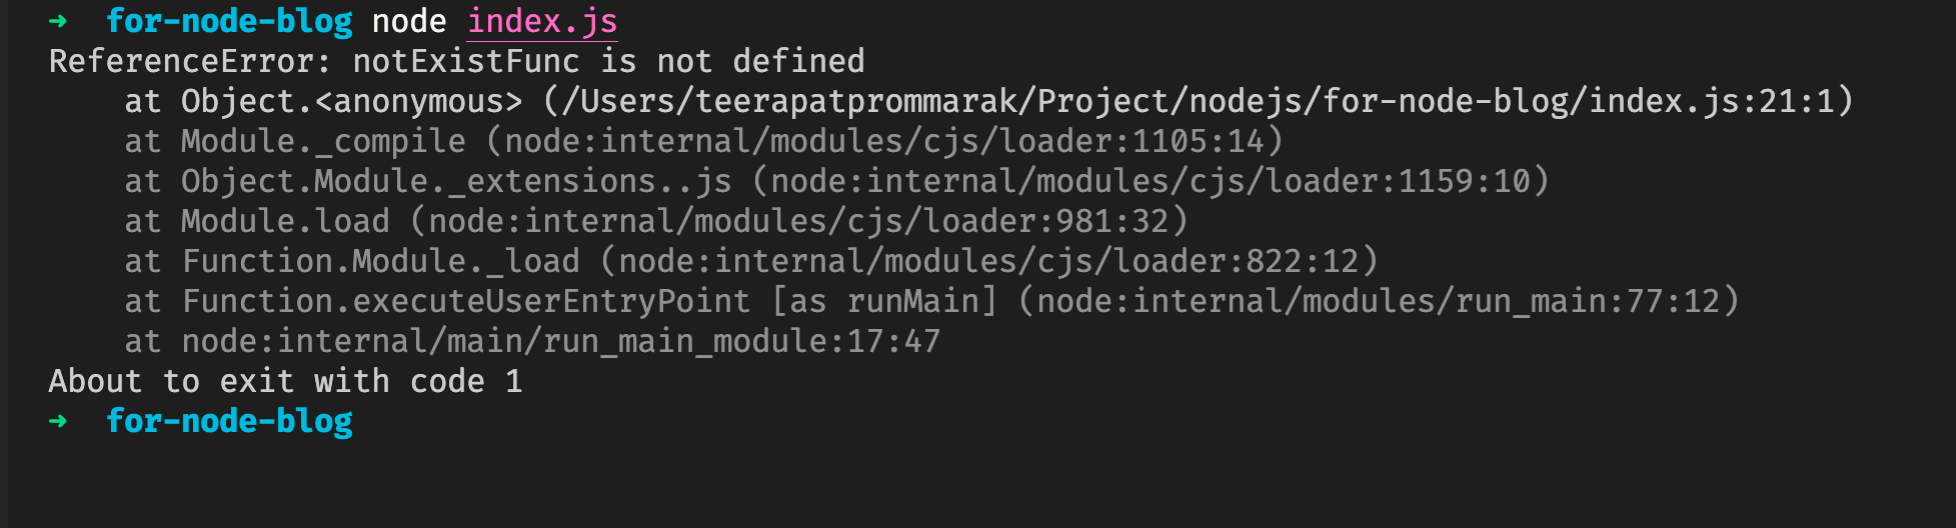 ➜  for-node-blog node index.js
ReferenceError: notExistFunc is not defined
    at Object.<anonymous> (/Users/teerapatprommarak/Project/nodejs/for-node-blog/index.js:21:1)
    at Module._compile (node:internal/modules/cjs/loader:1105:14)
    at Object.Module._extensions..js (node:internal/modules/cjs/loader:1159:10)
    at Module.load (node:internal/modules/cjs/loader:981:32)
    at Function.Module._load (node:internal/modules/cjs/loader:822:12)
    at Function.executeUserEntryPoint [as runMain] (node:internal/modules/run_main:77:12)
    at node:internal/main/run_main_module:17:47
About to exit with code 1
➜  for-node-blog